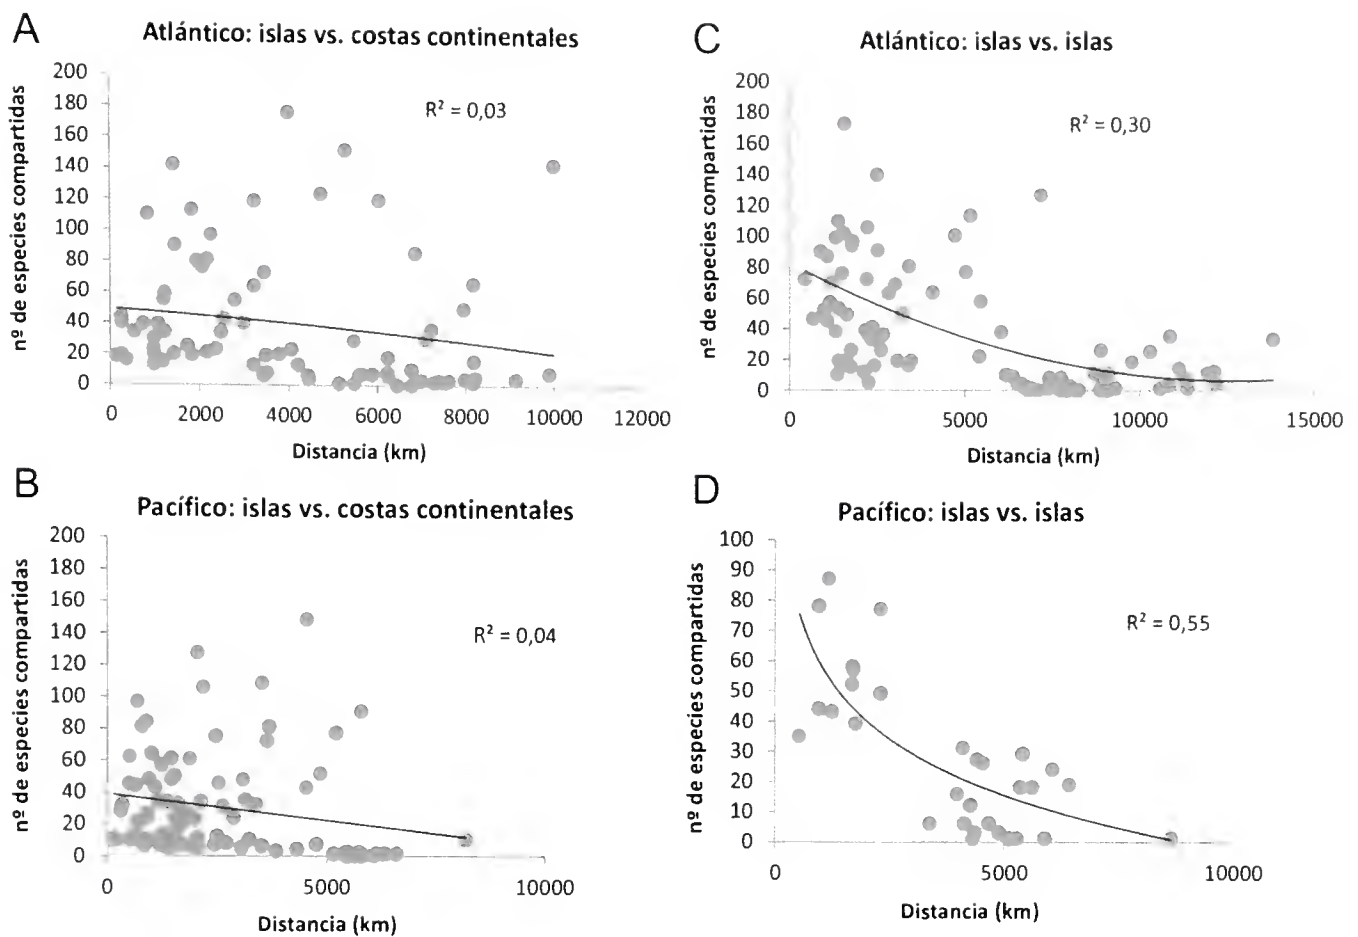 A
Atlántico: islas vs. costas continentales
nº de especies compartidas
200
180
160
140
120
100
80
60
40
20
0
R² = 0,03
0 2000 4000 6000 8000 10000 12000
Distancia (km)
C
Atlántico: islas vs. islas
nº de especies compartidas
200
180
160
140
120
100
80
60
40
20
0
R² = 0,30
0 5000 10000 15000
Distancia (km)
B
Pacífico: islas vs. costas continentales
nº de especies compartidas
200
180
160
140
120
100
80
60
40
20
0
R² = 0,04
0 5000 10000
Distancia (km)
D
Pacífico: islas vs. islas
nº de especies compartidas
100
90
80
70
60
50
40
30
20
10
0
R² = 0,55
0 5000 10000
Distancia (km)